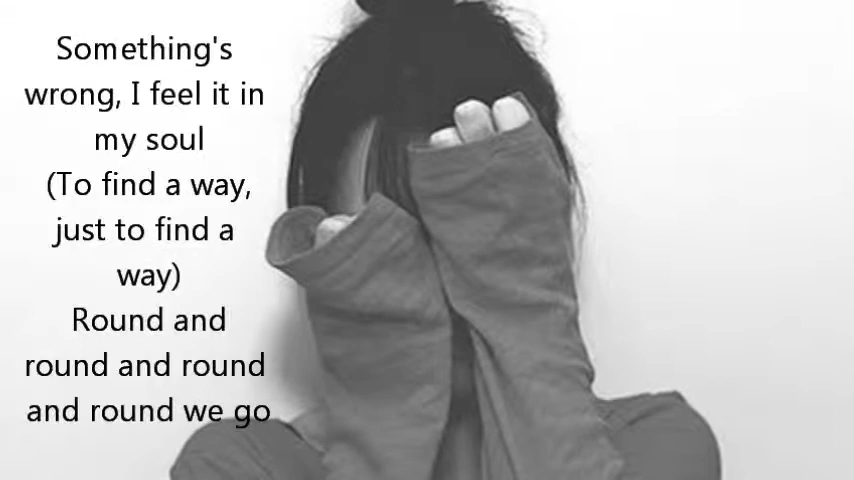 Something's
wrong, I feel it in
my soul
(To find a way,
just to find a
way)
Round and
round and round
and round we go